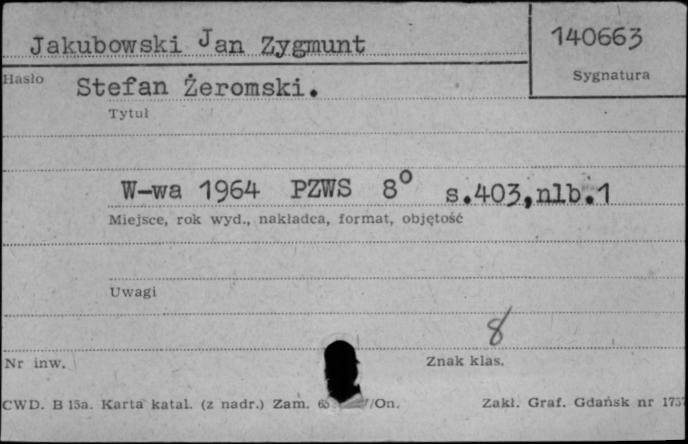 Jakubowski Jan Zygmunt
140663
Hasło
Sygnatura
Stefan Żeromski.
Tytuł
W-wa 1964 PZWS 8° s.403,nlb.1
Miejsce, rok wyd., nakładca, format, objętość
Uwagi
8
Nr inw.
Znak klas.
CWD. B 15a. Karta katal. (z nadr.) Zam. /On.
Zakł. Graf. Gdańsk nr